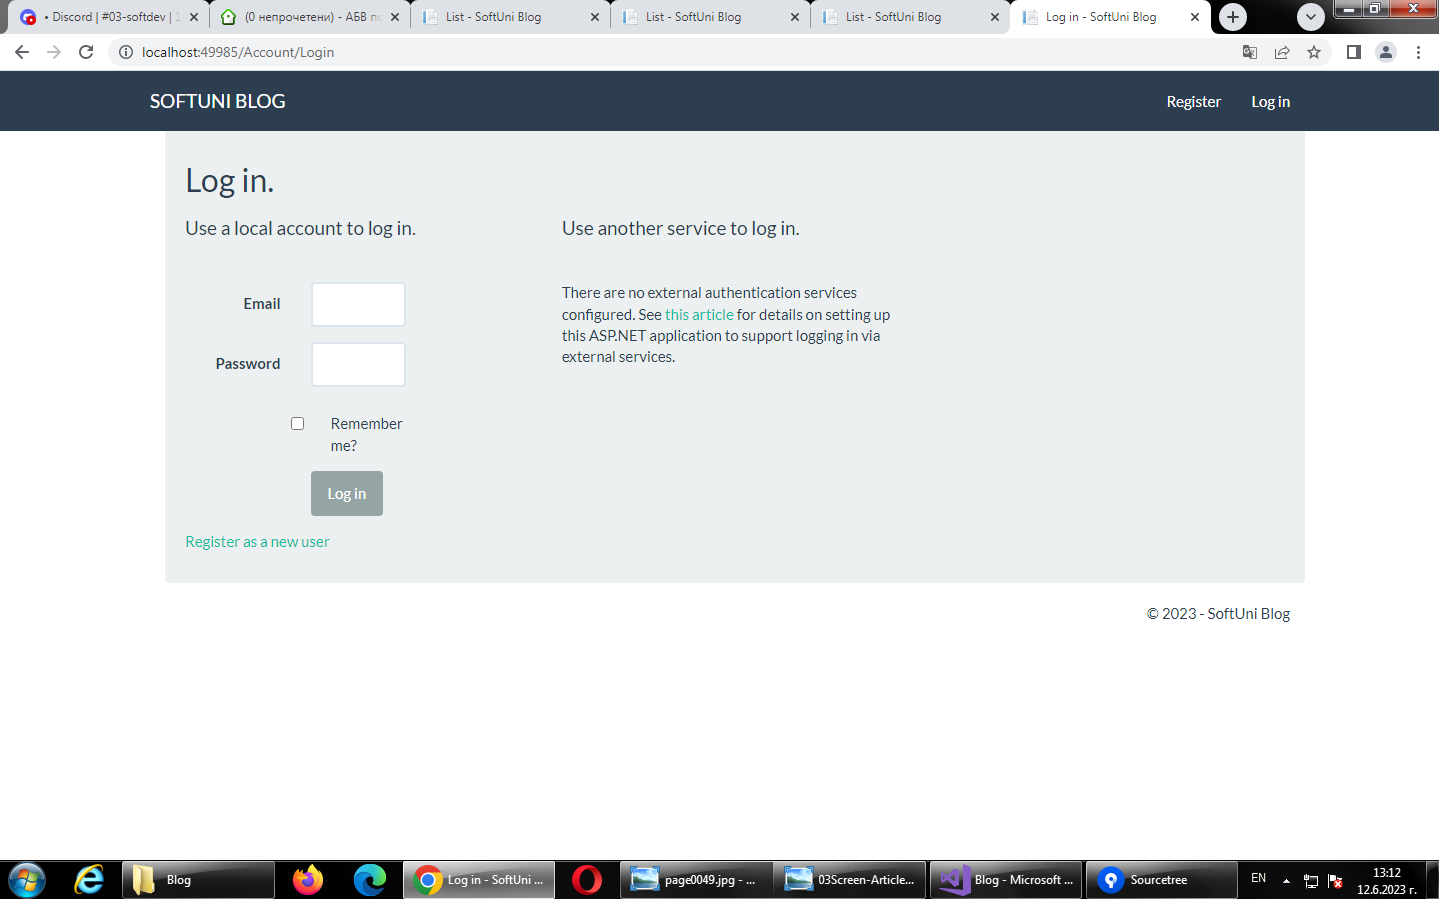 • Discord | #03-softdev | 1
(0 непрочетени) - АБВ по
List - SoftUni Blog
List - SoftUni Blog
List - SoftUni Blog
Log in - SoftUni Blog
localhost:49985/Account/Login
SOFTUNI BLOG
Register
Log in
Log in.
Use a local account to log in.
Email
Password
Remember
me?
Log in
Register as a new user
Use another service to log in.
There are no external authentication services
configured. See this article for details on setting up
this ASP.NET application to support logging in via
external services.
© 2023 - SoftUni Blog
Blog
Log in - SoftUni ...
page0049.jpg - ...
03Screen-Article...
Blog - Microsoft ...
Sourcetree
EN
13:12
12.6.2023 г.